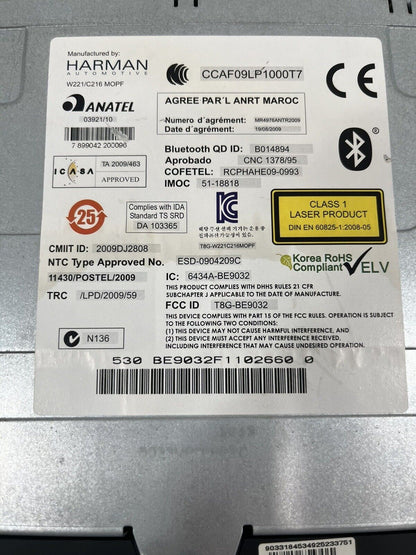 Manufactured by:
HARMAN
AUTOMOTIVE
W221/C216 MOPF
CCAF09LP1000T7
CE
ANATEL
03921/10
7 899042 200096
AGREE PAR'L ANRT MAROC
Numero d'agrément: MR4976ANTR2009
Date d'agrément: 19/08/2009
ICASA
TA 2009/463
APPROVED
Bluetooth QD ID: B014894
Aprobado CNC 1378/95
COFETEL: RCPHAHE09-0993
IMOC 51-18818
25
Complies with IDA
Standard TS SRD
DA 103365
T8G-W221C216MOPF
CLASS 1
LASER PRODUCT
DIN EN 60825-1:2008-05
CMIIT ID: 2009DJ2808
NTC Type Approved No. ESD-0904209C
Korea RoHS
Compliant
ELV
11430/POSTEL/2009
IC: 6434A-BE9032
THIS PRODUCT COMPLIES WITH DHHS RULES 21 CFR
SUBCHAPTER J APPLICABLE TO THE DATE OF MANUFACTURE.
TRC /LPD/2009/59
FCC ID T8G-BE9032
N136
THIS DEVICE COMPLIES WITH PART 15 OF THE FCC RULES. OPERATION IS
SUBJECT TO THE FOLLOWING TWO CONDITIONS:
(1) THIS DEVICE MAY NOT CAUSE HARMFUL INTERFERENCE, AND
(2) THIS DEVICE MUST ACCEPT ANY INTERFERENCE RECEIVED,
INCLUDING INTERFERENCE THAT MAY CAUSE UNDESIRED OPERATION.
530 BE9032F1102660 0
9033184534925233751